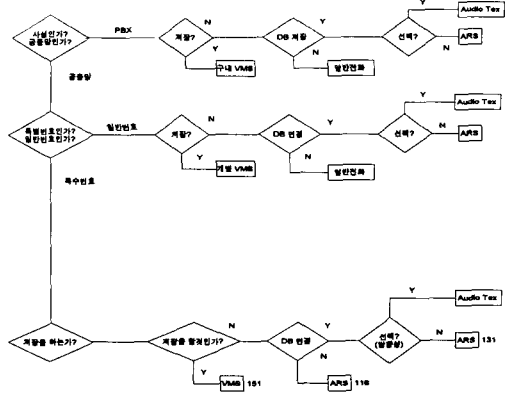 Y
Audio Tex
사설인가?
공중망인가?
PBX
저장?
N
DB 저장
Y
선택?
ARS
Y
N
N
구내 VMS
일반전화
공중망
Y
Audio Tex
특별번호인가?
일반번호인가?
일반번호
저장?
N
DB 연결
Y
선택?
N
ARS
Y
N
개별 VMS
일반전화
특수번호
Y
Audio Tex
저장을 하는가?
저장을 할것인가?
N
DB 연결
Y
선택?
N
ARS 131
Y
N
VMS 151
ARS 116